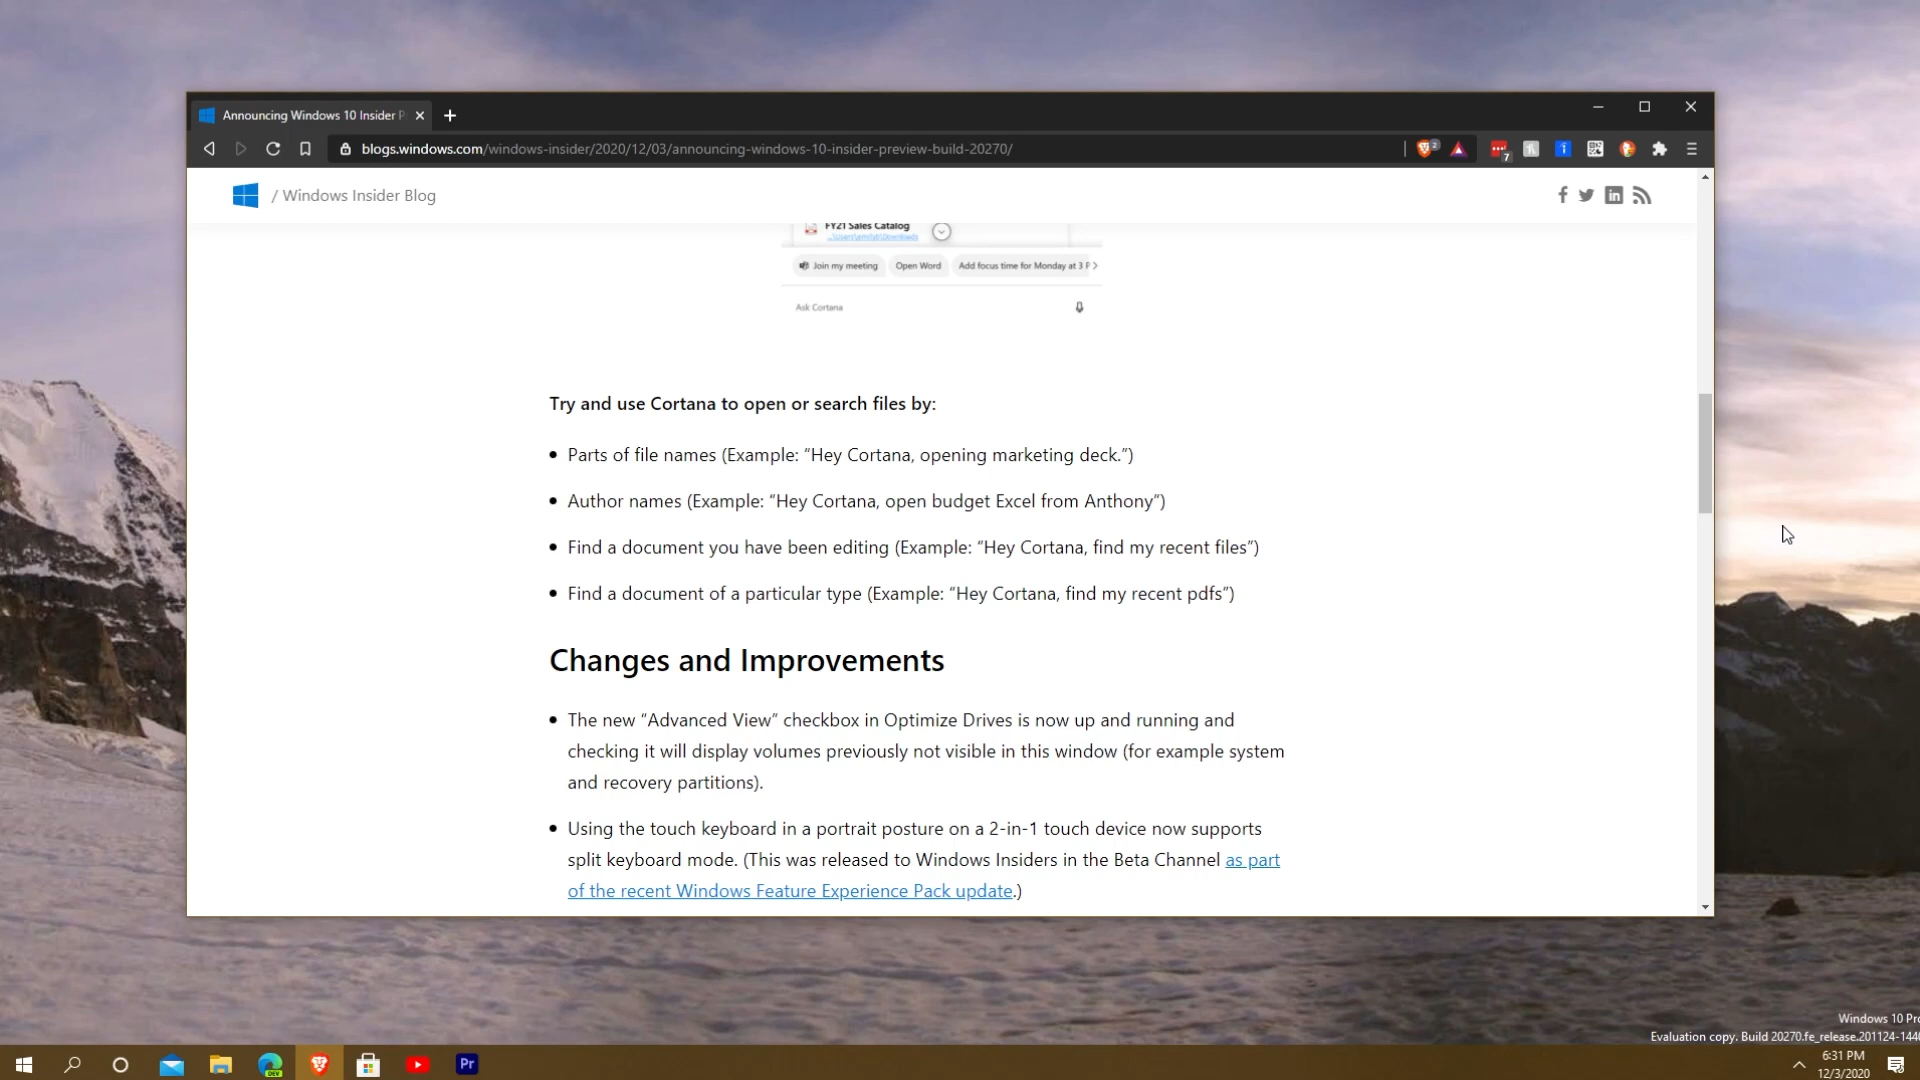 Announcing Windows 10 Insider P
blogs.windows.com/windows-insider/2020/12/03/announcing-windows-10-insider-preview-build-20270/
2
7
/ Windows Insider Blog
FY21 Sales Catalog
Join my meeting
Open Word
Add focus time for Monday at 3 P
Ask Cortana
Try and use Cortana to open or search files by:
• Parts of file names (Example: “Hey Cortana, opening marketing deck.”)
• Author names (Example: “Hey Cortana, open budget Excel from Anthony”)
• Find a document you have been editing (Example: “Hey Cortana, find my recent files”)
• Find a document of a particular type (Example: “Hey Cortana, find my recent pdfs”)
Changes and Improvements
• The new “Advanced View” checkbox in Optimize Drives is now up and running and
checking it will display volumes previously not visible in this window (for example system
and recovery partitions).
• Using the touch keyboard in a portrait posture on a 2-in-1 touch device now supports
split keyboard mode. (This was released to Windows Insiders in the Beta Channel as part
of the recent Windows Feature Experience Pack update.)
Windows 10 Pro
Evaluation copy. Build 20270.fe_release.201124-144
DEV
Pr
6:31 PM
12/3/2020